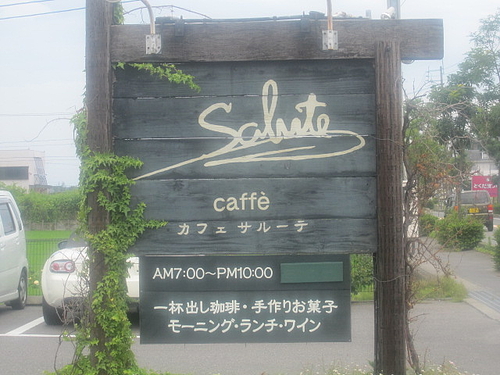 Salute
caffè
カフェ サルーテ
AM7:00〜PM10:00
一杯出し珈琲・手作りお菓子
モーニング・ランチ・ワイン